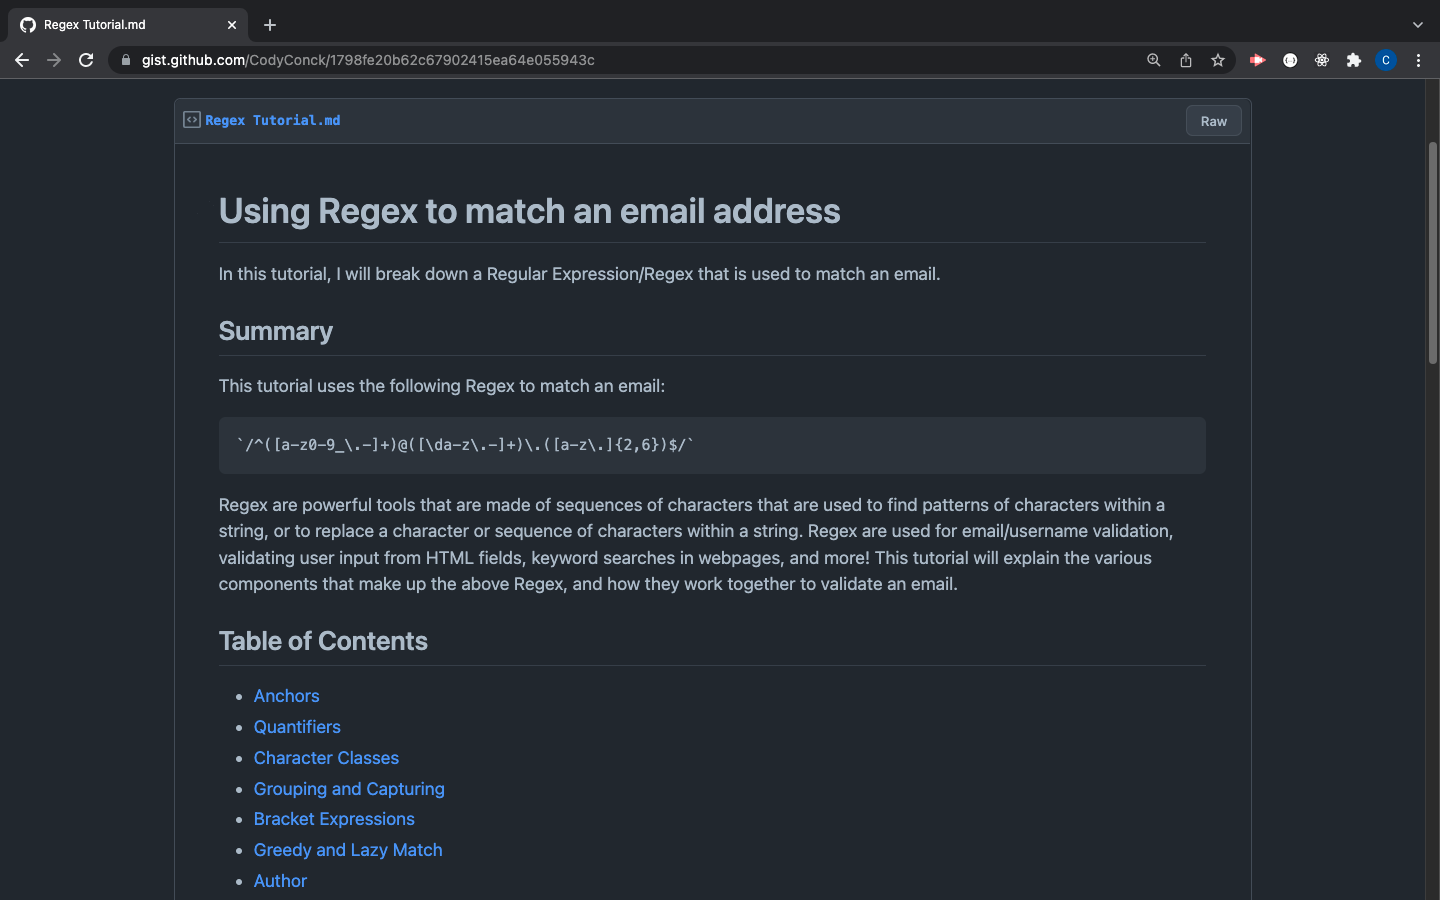 Regex Tutorial.md
gist.github.com/CodyConck/1798fe20b62c67902415ea64e055943c
C
Regex Tutorial.md
Raw
Using Regex to match an email address
In this tutorial, I will break down a Regular Expression/Regex that is used to match an email.
Summary
This tutorial uses the following Regex to match an email:
`/^([a-z0-9_\.-]+)@([\da-z\.-]+)\.([a-z\.]{2,6})$/`
Regex are powerful tools that are made of sequences of characters that are used to find patterns of characters within a
string, or to replace a character or sequence of characters within a string. Regex are used for email/username validation,
validating user input from HTML fields, keyword searches in webpages, and more! This tutorial will explain the various
components that make up the above Regex, and how they work together to validate an email.
Table of Contents
• Anchors
• Quantifiers
• Character Classes
• Grouping and Capturing
• Bracket Expressions
• Greedy and Lazy Match
• Author